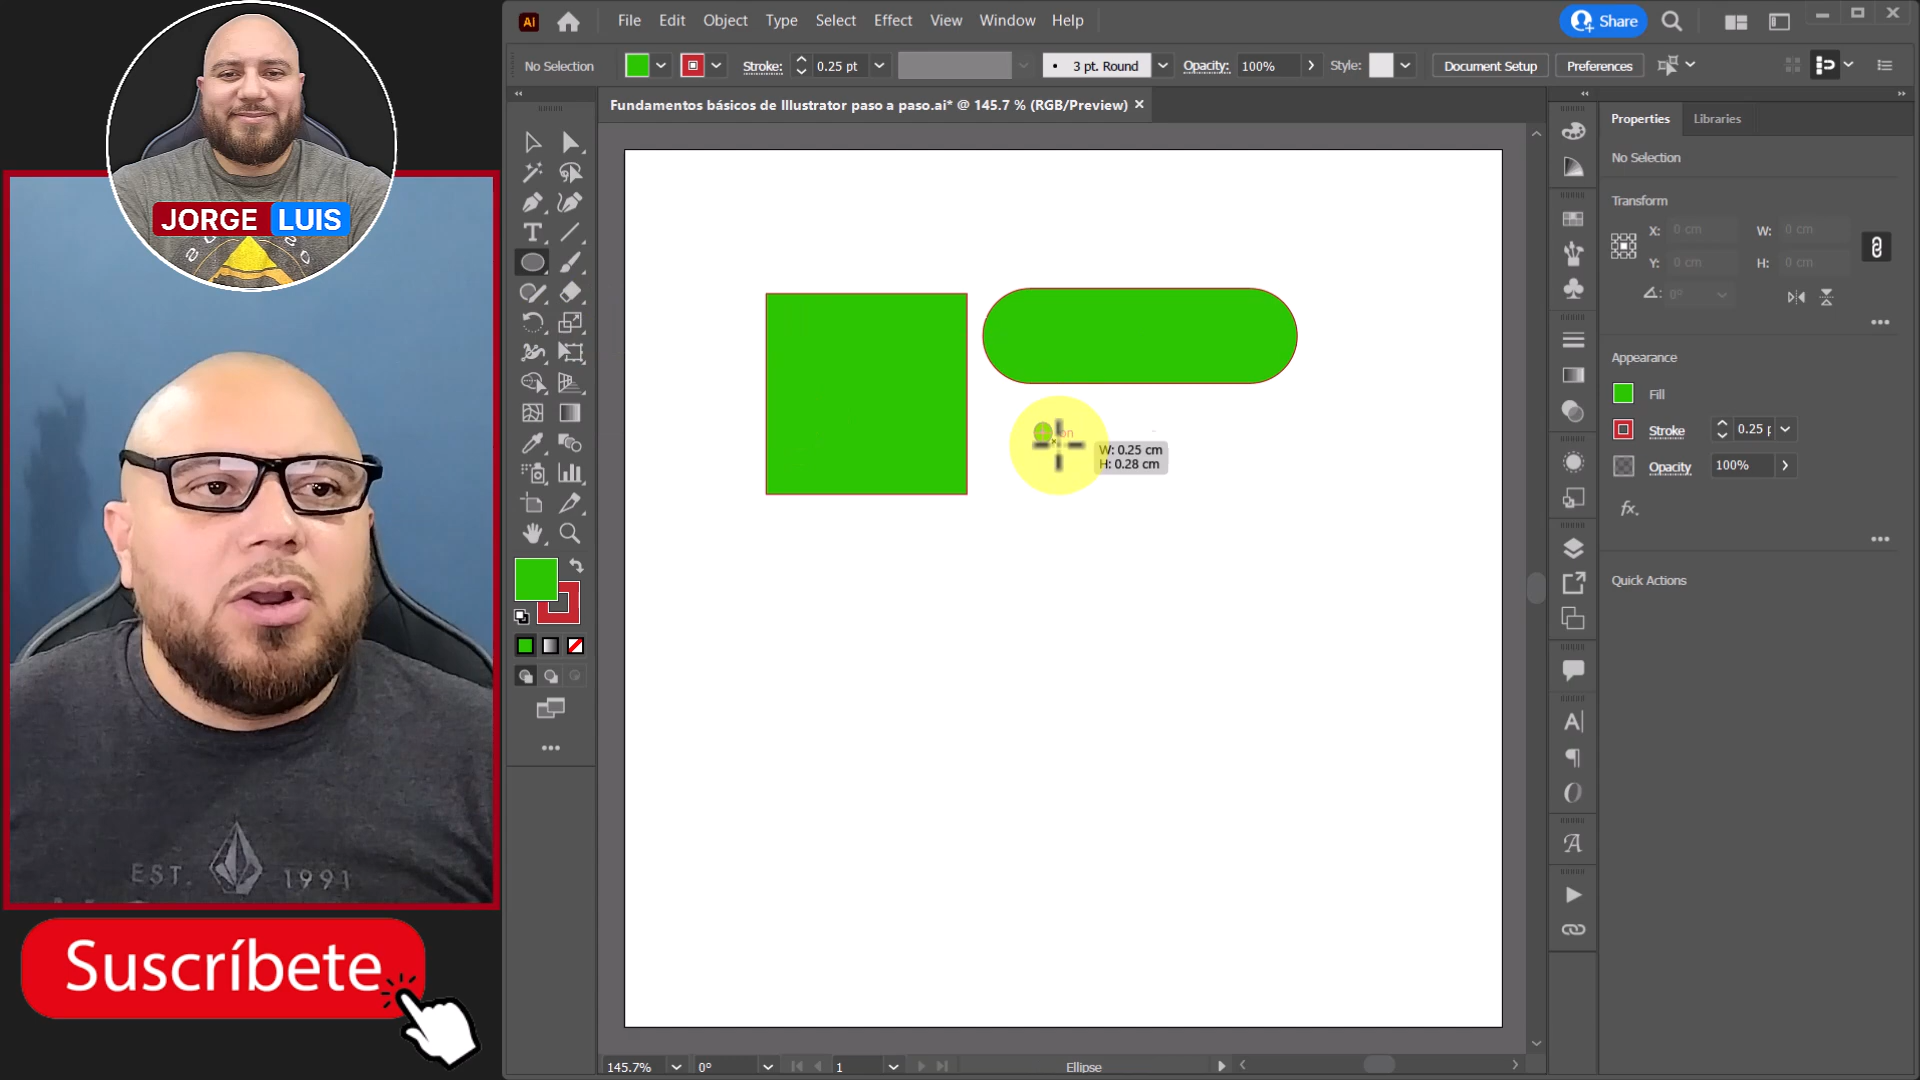 JORGE LUIS
EST. 1991
Suscríbete
Ai
File Edit Object Type Select Effect View Window Help
Share
No Selection
Stroke: 0.25 pt
3 pt. Round
Opacity: 100%
Style:
Document Setup
Preferences
Fundamentos básicos de Illustrator paso a paso.ai* @ 145.7 % (RGB/Preview)
W: 0.25 cm
H: 0.28 cm
145.7%
0°
1
Ellipse
Properties Libraries
No Selection
Transform
X: 0 cm W: 0 cm
Y: 0 cm H: 0 cm
0°
Appearance
Fill
Stroke 0.25 p
Opacity 100%
fx.
Quick Actions